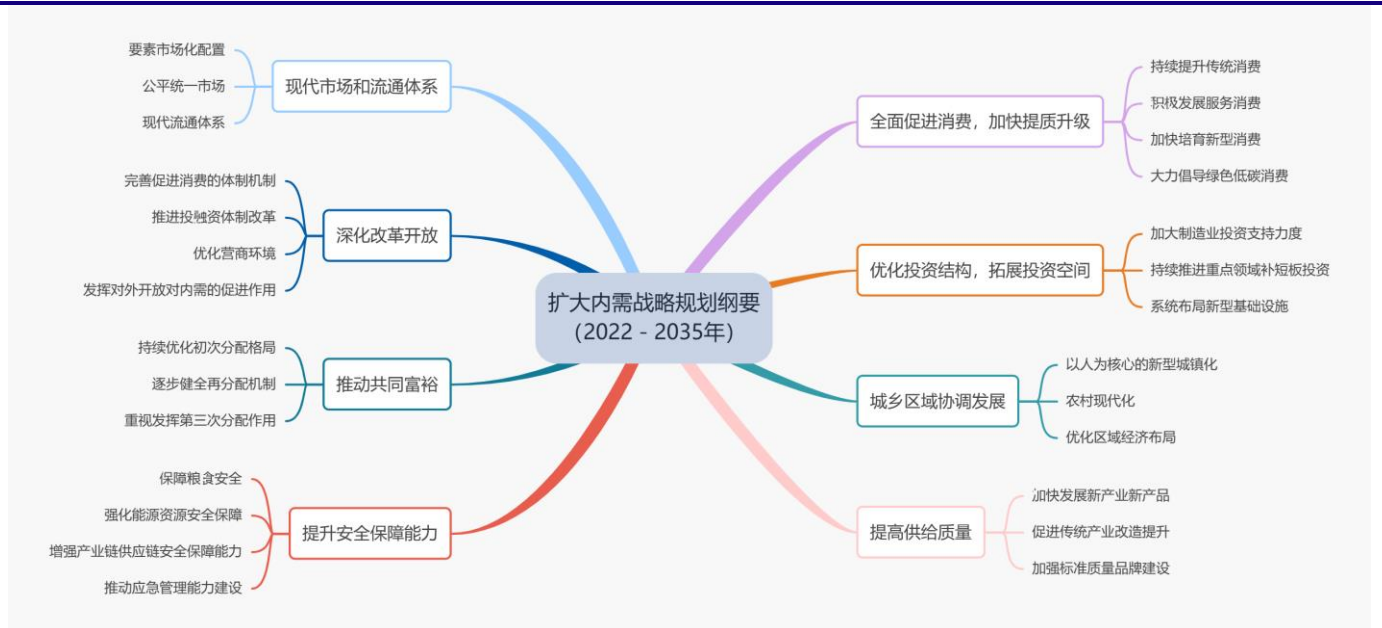 扩大内需战略规划纲要
（2022 - 2035年）
全面促进消费，加快提质升级
持续提升传统消费
积极发展服务消费
加快培育新型消费
大力倡导绿色低碳消费
优化投资结构，拓展投资空间
加大制造业投资支持力度
持续推进重点领域补短板投资
系统布局新型基础设施
城乡区域协调发展
以人为核心的新型城镇化
农村现代化
优化区域经济布局
提高供给质量
加快发展新产业新产品
促进传统产业改造提升
加强标准质量品牌建设
现代市场和流通体系
要素市场化配置
公平统一市场
现代流通体系
深化改革开放
完善促进消费的体制机制
推进投融资体制改革
优化营商环境
发挥对外开放对内需的促进作用
推动共同富裕
持续优化初次分配格局
逐步健全再分配机制
重视发挥第三次分配作用
提升安全保障能力
保障粮食安全
强化能源资源安全保障
增强产业链供应链安全保障能力
推动应急管理能力建设